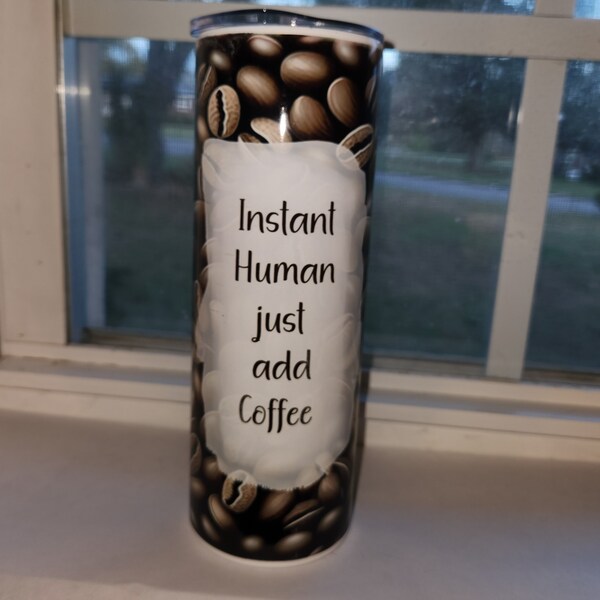 Instant
Human
just
add
Coffee